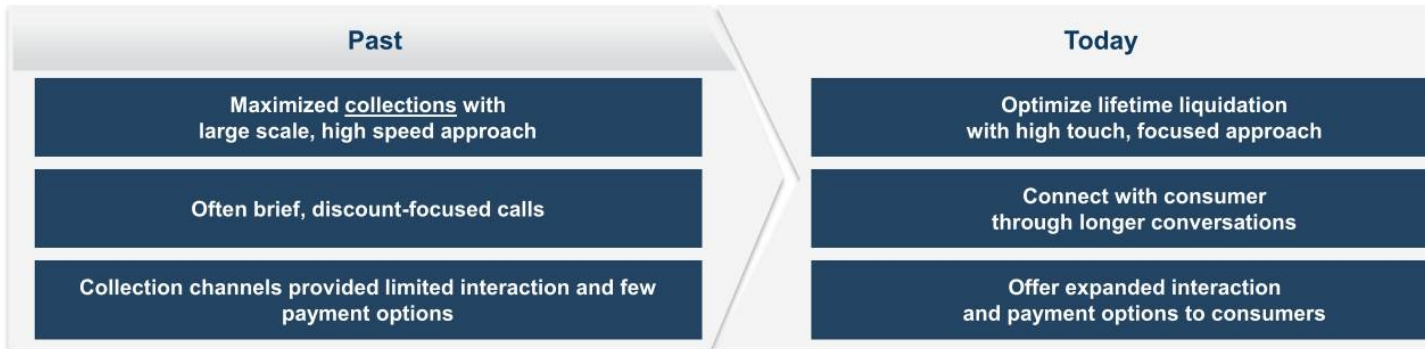 Past
Maximized collections with
large scale, high speed approach
Often brief, discount-focused calls
Collection channels provided limited interaction and few
payment options
Today
Optimize lifetime liquidation
with high touch, focused approach
Connect with consumer
through longer conversations
Offer expanded interaction
and payment options to consumers